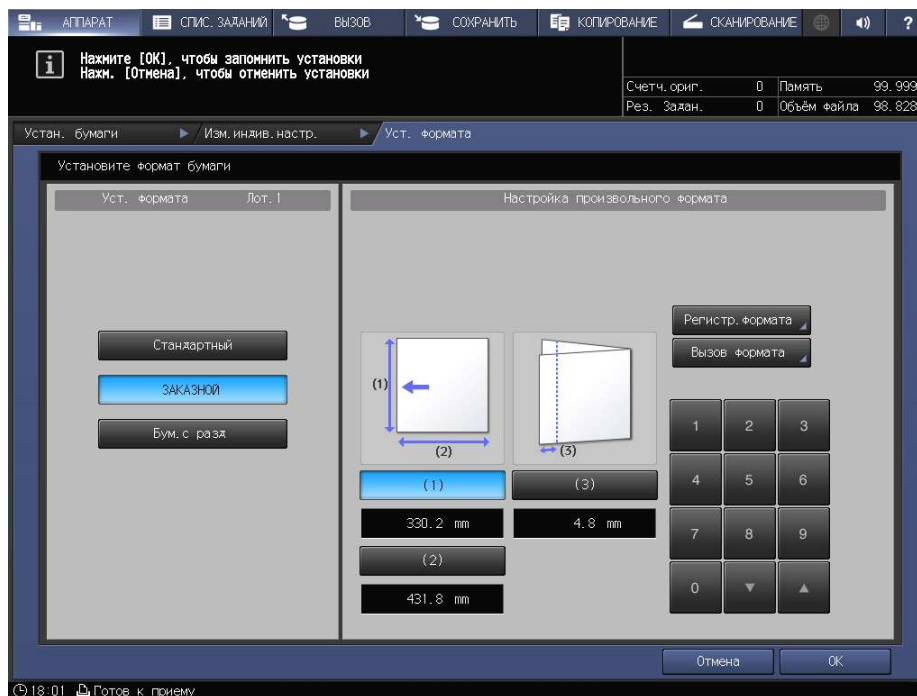 АППАРАТ СПИС. ЗАДАНИЙ ВЫЗОВ СОХРАНИТЬ КОПИРОВАНИЕ СКАНИРОВАНИЕ ?
Нажмите [OK], чтобы запомнить установки
Нажм. [Отмена], чтобы отменить установки
Счетч.ориг. 0 Память 99.999
Рез. Задан. 0 Объём файла 98.828
Устан. бумаги Изм.индив.настр. Уст. формата
Установите формат бумаги
Уст. формата Лот.1
Настройка произвольного формата
Регистр.формата
Стандартный
Вызов формата
ЗАКАЗНОЙ
(1)
Бум.с разд
(2)
(3)
1 2 3
(1) (3)
4 5 6
330.2 mm 4.8 mm
7 8 9
(2)
431.8 mm
0
Отмена OK
18:01 Готов к приему